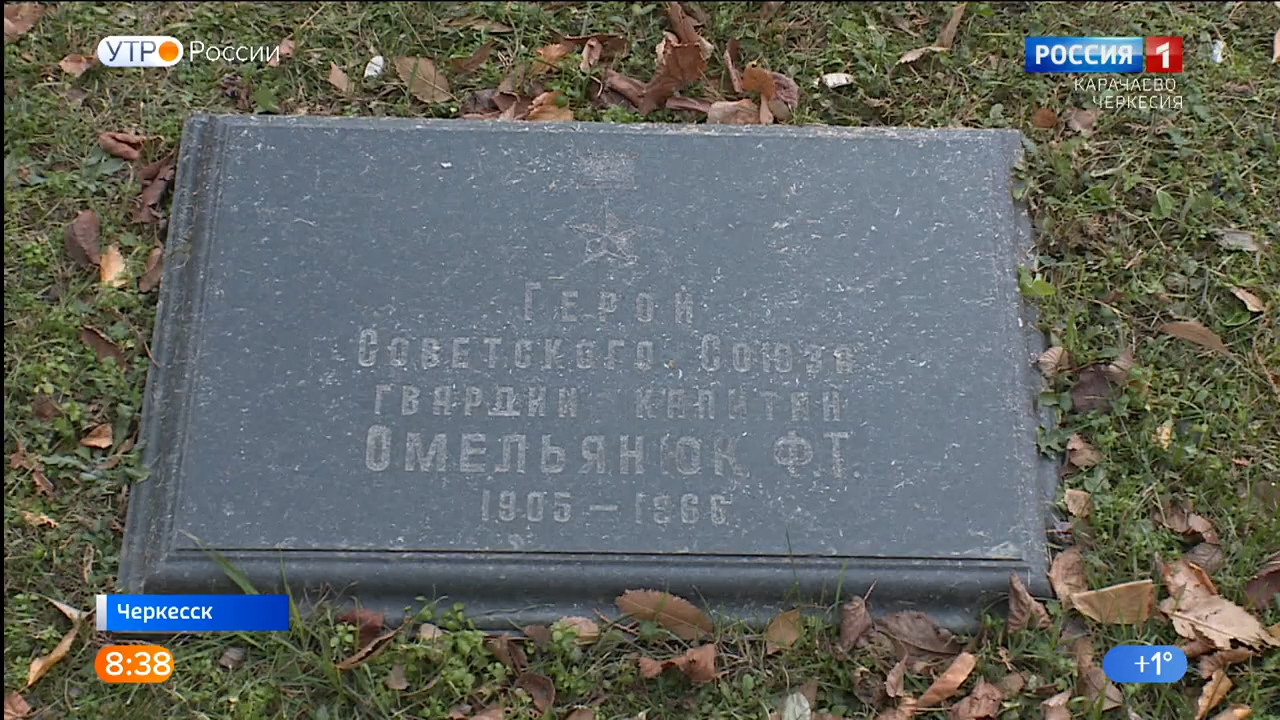 УТРО России
РОССИЯ 1
КАРАЧАЕВО
ЧЕРКЕСИЯ
Герой
Советского Союза
гвардии капитан
Омельянюк Ф.Т.
1905 – 1966
Черкесск
8:38
+1°